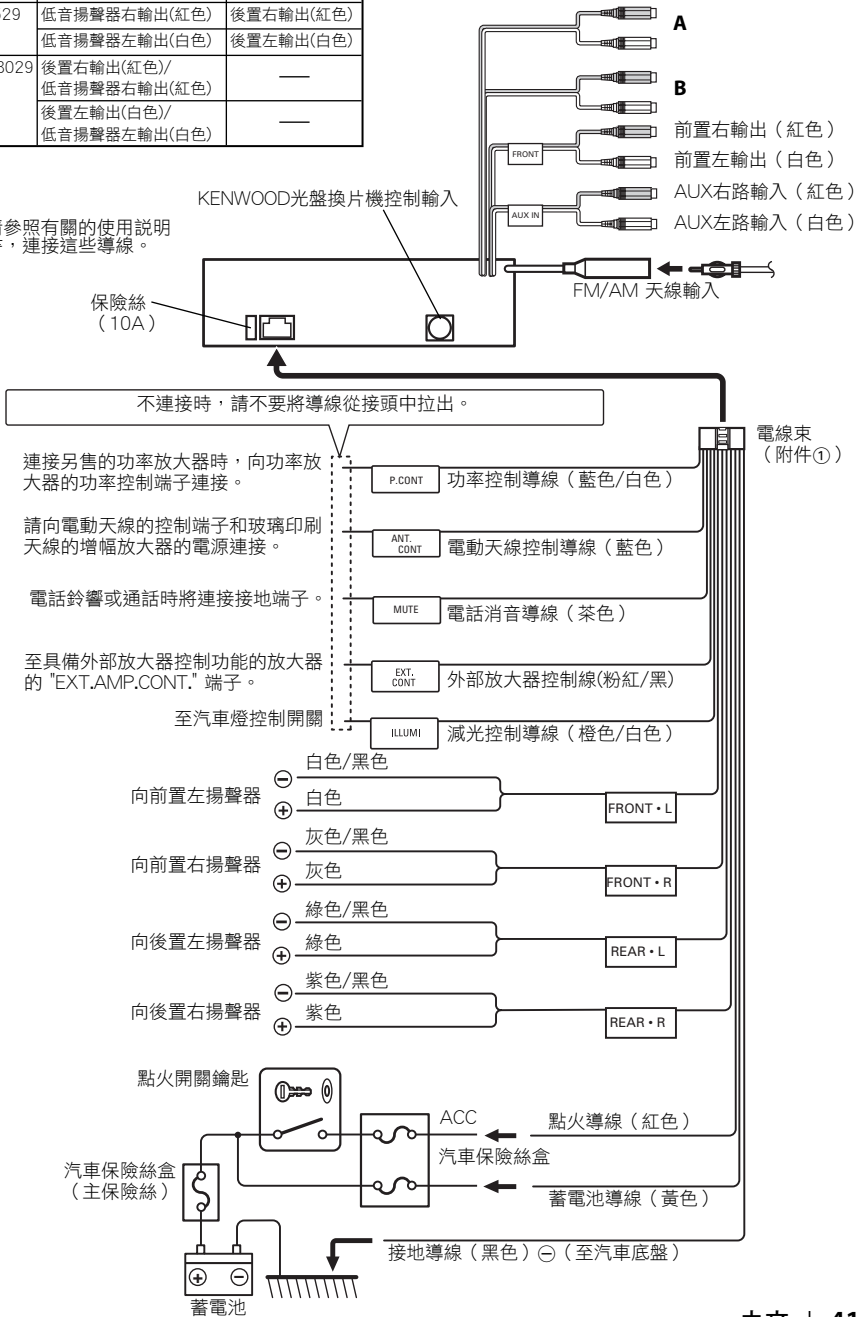 低音揚聲器右輸出(紅色) 後置右輸出(紅色)
低音揚聲器左輸出(白色) 後置左輸出(白色)
後置右輸出(紅色)/
低音揚聲器右輸出(紅色)
後置左輸出(白色)/
低音揚聲器左輸出(白色)
A
B
前置右輸出（紅色）
FRONT
前置左輸出（白色）
AUX右路輸入（紅色）
AUX IN
AUX左路輸入（白色）
KENWOOD光盤換片機控制輸入
參照有關的使用説明
，連接這些導線。
FM/AM 天線輸入
保險絲
（10A）
不連接時，請不要將導線從接頭中拉出。
電線束
（附件①）
連接另售的功率放大器時，向功率放
大器的功率控制端子連接。
P.CONT
功率控制導線（藍色/白色）
請向電動天線的控制端子和玻璃印刷
天線的增幅放大器的電源連接。
ANT.
CONT
電動天線控制導線（藍色）
電話鈴響或通話時將連接接地端子。
MUTE
電話消音導線（茶色）
至具備外部放大器控制功能的放大器
的 "EXT.AMP.CONT." 端子。
EXT.
CONT
外部放大器控制線(粉紅/黑)
至汽車燈控制開關
ILLUMI
減光控制導線（橙色/白色）
白色/黑色
向前置左揚聲器
⊖
⊕
白色
FRONT・L
灰色/黑色
向前置右揚聲器
⊖
⊕
灰色
FRONT・R
綠色/黑色
向後置左揚聲器
⊖
⊕
綠色
REAR・L
紫色/黑色
向後置右揚聲器
⊖
⊕
紫色
REAR・R
點火開關鑰匙
ACC
點火導線（紅色）
汽車保險絲盒
汽車保險絲盒
（主保險絲）
蓄電池導線（黃色）
接地導線（黑色）⊖（至汽車底盤）
⊕ ⊖
蓄電池